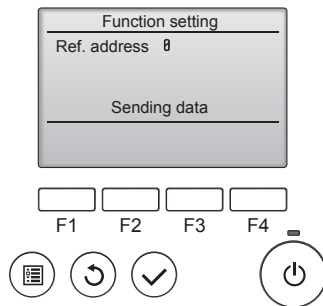 Function setting
Ref. address 0
Sending data
F1 F2 F3 F4